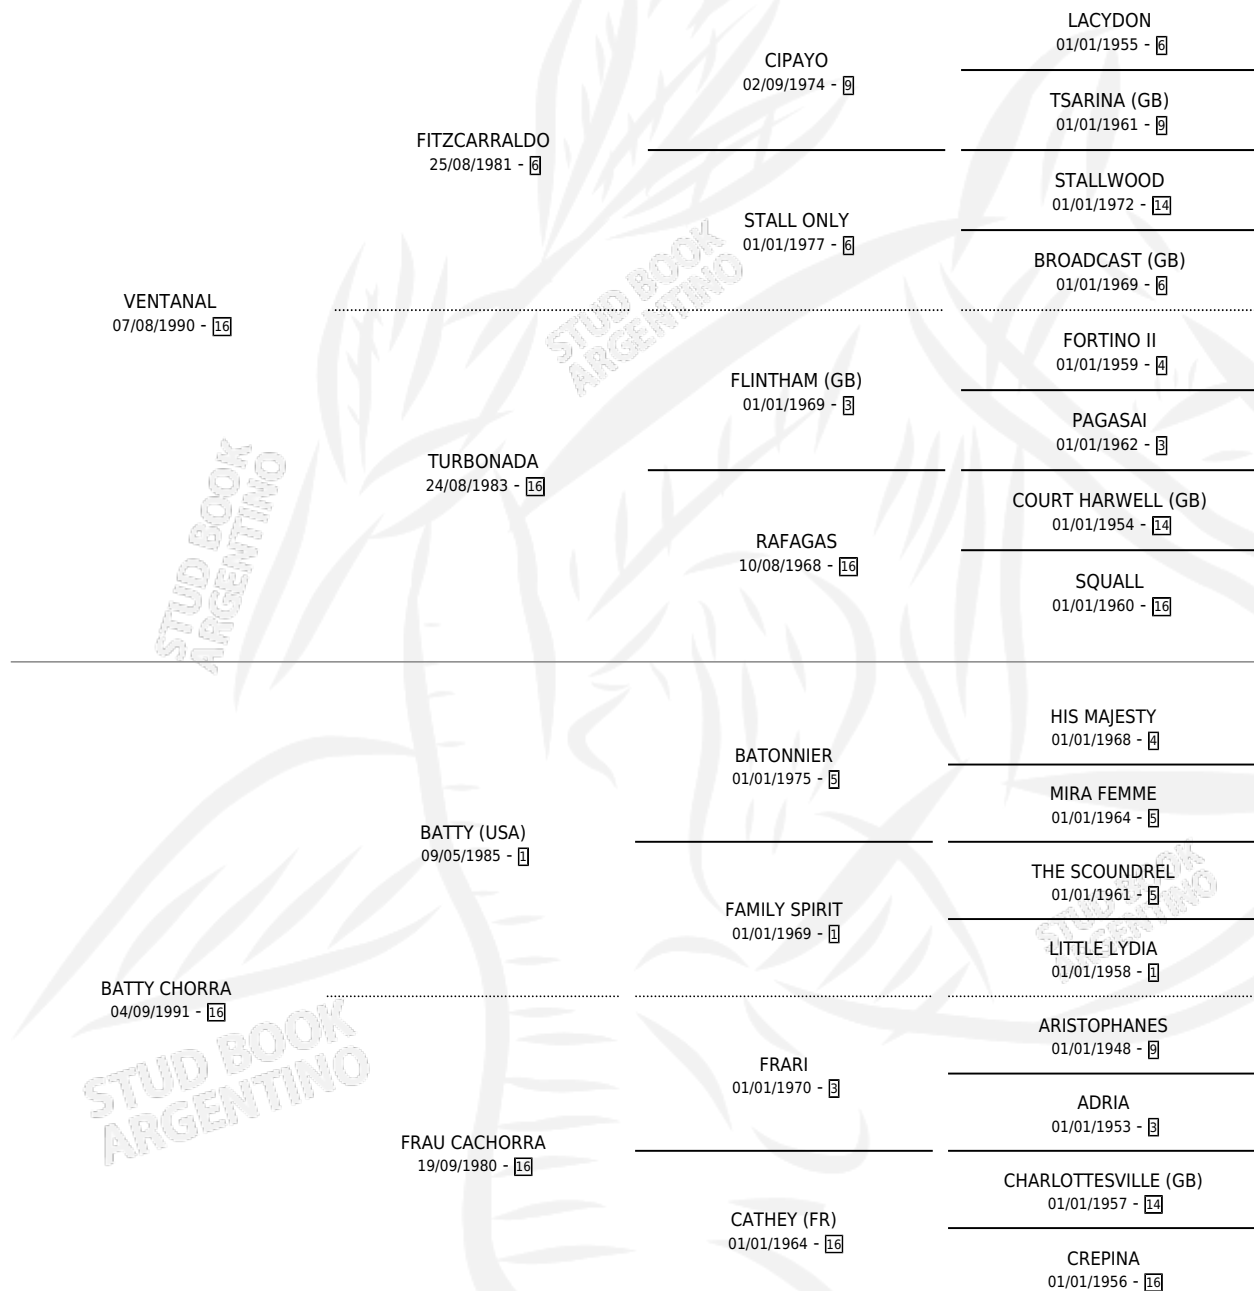 LACYDON
01/01/1955 - 6
CIPAYO
02/09/1974 - 9
TSARINA (GB)
01/01/1961 - 9
FITZCARRALDO
25/08/1981 - 6
STALLWOOD
01/01/1972 - 14
STALL ONLY
01/01/1977 - 6
BROADCAST (GB)
01/01/1969 - 6
VENTANAL
07/08/1990 - 16
FORTINO II
01/01/1959 - 4
FLINTHAM (GB)
01/01/1969 - 3
PAGASAI
01/01/1962 - 3
TURBONADA
24/08/1983 - 16
COURT HARWELL (GB)
01/01/1954 - 14
RAFAGAS
10/08/1968 - 16
SQUALL
01/01/1960 - 16
HIS MAJESTY
01/01/1968 - 4
BATONNIER
01/01/1975 - 5
MIRA FEMME
01/01/1964 - 5
BATTY (USA)
09/05/1985 - 1
THE SCOUNDREL
01/01/1961 - 5
FAMILY SPIRIT
01/01/1969 - 1
LITTLE LYDIA
01/01/1958 - 1
BATTY CHORRA
04/09/1991 - 16
ARISTOPHANES
01/01/1948 - 9
FRARI
01/01/1970 - 3
ADRIA
01/01/1953 - 3
FRAU CACHORRA
19/09/1980 - 16
CHARLOTTESVILLE (GB)
01/01/1957 - 14
CATHEY (FR)
01/01/1964 - 16
CREPINA
01/01/1956 - 16
STUD BOOK
ARGENTINO
STUD BOOK
ARGENTINO
STUD BOOK
ARGENTINO
STUD BOOK
ARGENTINO